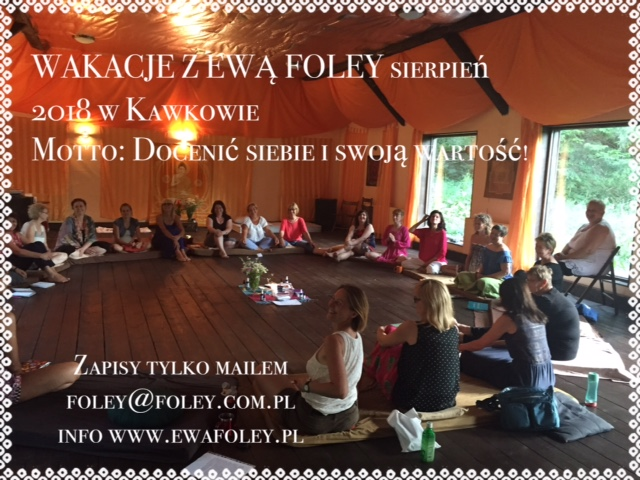 WAKACJE Z EWĄ FOLEY SIERPIEŃ
2018 W KAWKOWIE
MOTTO: DOCENIĆ SIEBIE I SWOJĄ WARTOŚĆ!
ZAPISY TYLKO MAILEM
FOLEY@FOLEY.COM.PL
INFO WWW.EWAFOLEY.PL